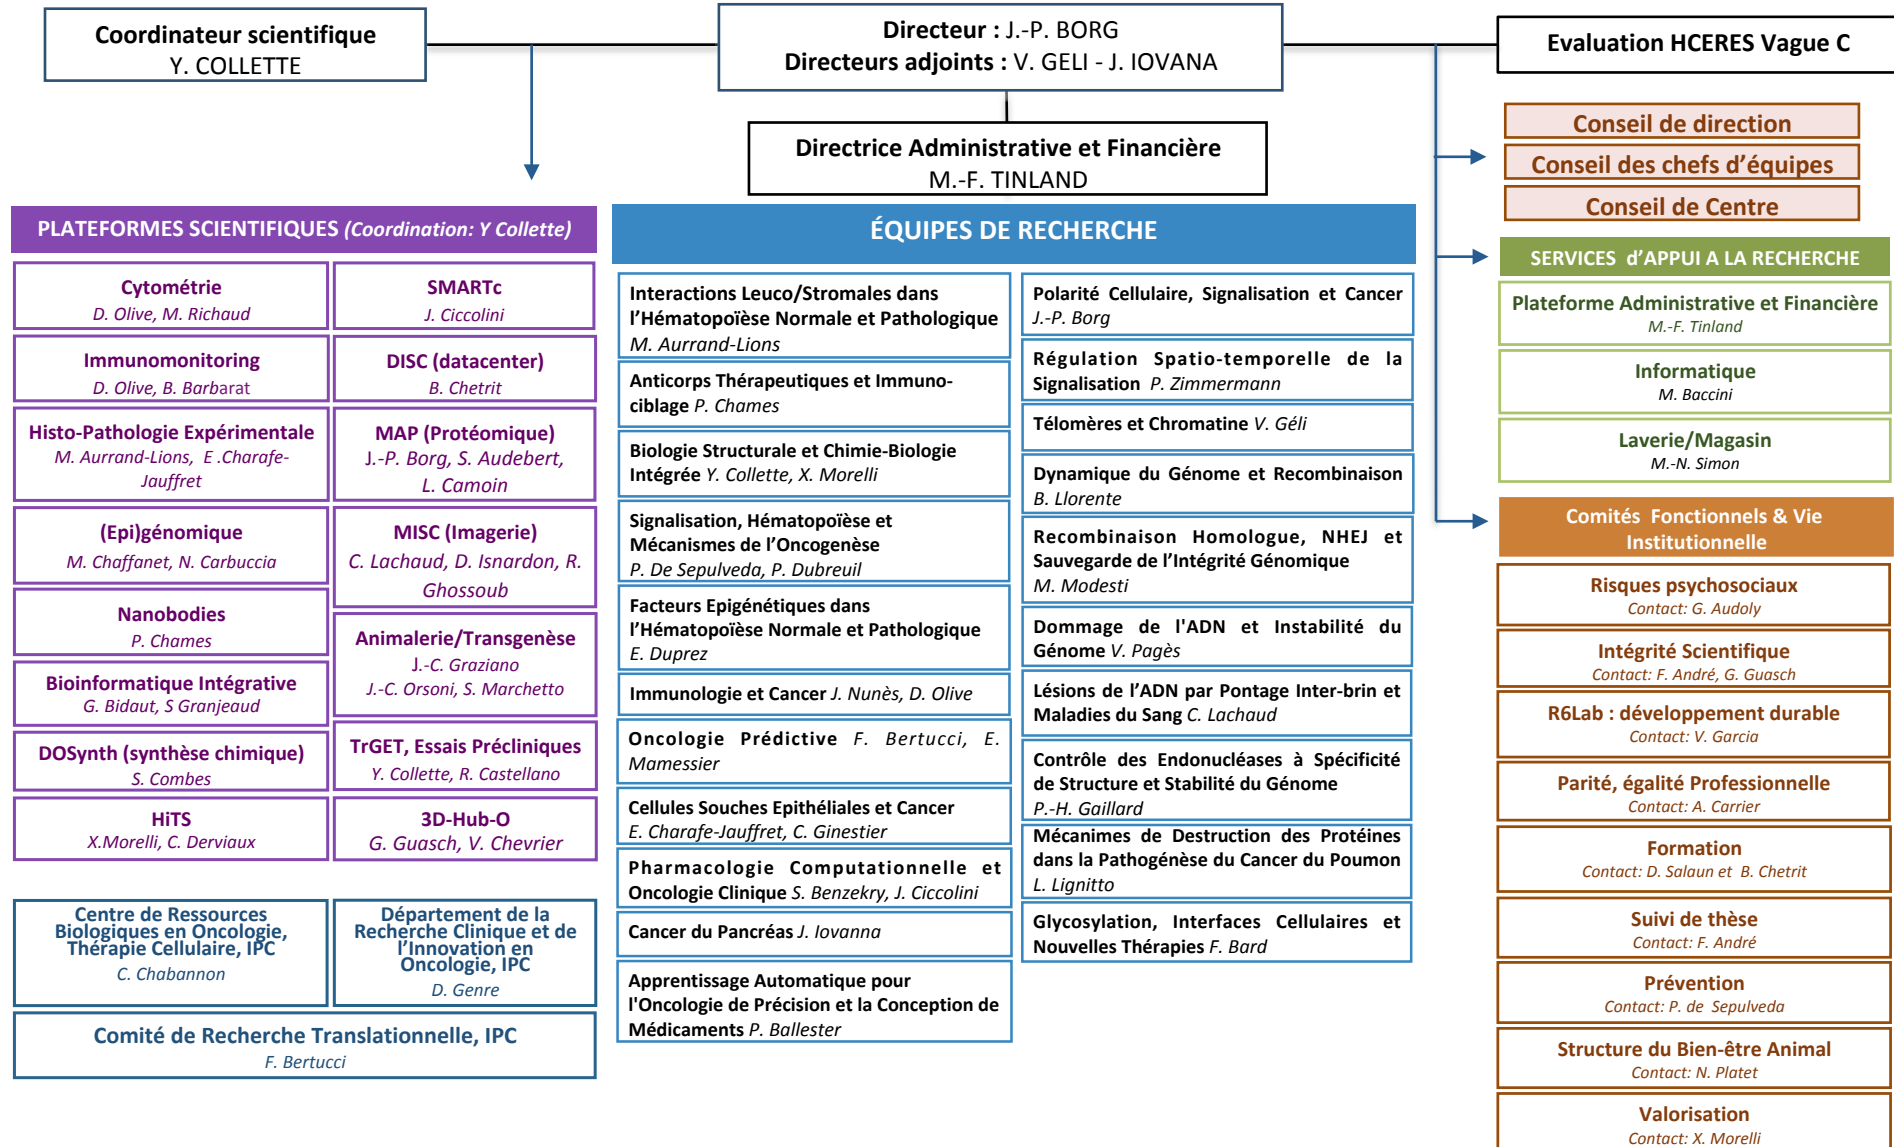 Coordinateur scientifique
Y. COLLETTE
Directeur : J.-P. BORG
Directeurs adjoints : V. GELI - J. IOVANA
Evaluation HCERES Vague C
Directrice Administrative et Financière
M.-F. TINLAND
Conseil de direction
Conseil des chefs d'équipes
Conseil de Centre
PLATEFORMES SCIENTIFIQUES (Coordination: Y Collette)
Cytométrie
D. Olive, M. Richaud
Immunomonitoring
D. Olive, B. Barbarat
Histo-Pathologie Expérimentale
M. Aurrand-Lions, E .Charafe-
Jauffret
(Epi)génomique
M. Chaffanet, N. Carbuccia
Nanobodies
P. Chames
Bioinformatique Intégrative
G. Bidaut, S Granjeaud
DOSynth (synthèse chimique)
S. Combes
HiTS
X.Morelli, C. Derviaux
SMARTc
J. Ciccolini
DISC (datacenter)
B. Chetrit
MAP (Protéomique)
J.-P. Borg, S. Audebert,
L. Camoin
MISC (Imagerie)
C. Lachaud, D. Isnardon, R.
Ghossoub
Animalerie/Transgenèse
J.-C. Graziano
J.-C. Orsoni, S. Marchetto
TrGET, Essais Précliniques
Y. Collette, R. Castellano
3D-Hub-O
G. Guasch, V. Chevrier
Centre de Ressources
Biologiques en Oncologie,
Thérapie Cellulaire, IPC
C. Chabannon
Département de la
Recherche Clinique et de
l'Innovation en
Oncologie, IPC
D. Genre
Comité de Recherche Translationnelle, IPC
F. Bertucci
ÉQUIPES DE RECHERCHE
Interactions Leuco/Stromales dans
l'Hématopoïèse Normale et Pathologique
M. Aurrand-Lions
Anticorps Thérapeutiques et Immuno-
ciblage P. Chames
Biologie Structurale et Chimie-Biologie
Intégrée Y. Collette, X. Morelli
Signalisation, Hématopoïèse et
Mécanismes de l'Oncogenèse
P. De Sepulveda, P. Dubreuil
Facteurs Epigénétiques dans
l'Hématopoïèse Normale et Pathologique
E. Duprez
Immunologie et Cancer J. Nunès, D. Olive
Oncologie Prédictive F. Bertucci, E.
Mamessier
Cellules Souches Epithéliales et Cancer
E. Charafe-Jauffret, C. Ginestier
Pharmacologie Computationnelle et
Oncologie Clinique S. Benzekry, J. Ciccolini
Cancer du Pancréas J. Iovanna
Apprentissage Automatique pour
l'Oncologie de Précision et la Conception de
Médicaments P. Ballester
Polarité Cellulaire, Signalisation et Cancer
J.-P. Borg
Régulation Spatio-temporelle de la
Signalisation P. Zimmermann
Télomères et Chromatine V. Géli
Dynamique du Génome et Recombinaison
B. Llorente
Recombinaison Homologue, NHEJ et
Sauvegarde de l'Intégrité Génomique
M. Modesti
Dommage de l'ADN et Instabilité du
Génome V. Pagès
Lésions de l'ADN par Pontage Inter-brin et
Maladies du Sang C. Lachaud
Contrôle des Endonucléases à Spécificité
de Structure et Stabilité du Génome
P.-H. Gaillard
Mécanimes de Destruction des Protéines
dans la Pathogénèse du Cancer du Poumon
L. Lignitto
Glycosylation, Interfaces Cellulaires et
Nouvelles Thérapies F. Bard
SERVICES d'APPUI A LA RECHERCHE
Plateforme Administrative et Financière
M.-F. Tinland
Informatique
M. Baccini
Laverie/Magasin
M.-N. Simon
Comités Fonctionnels & Vie
Institutionnelle
Risques psychosociaux
Contact: G. Audoly
Intégrité Scientifique
Contact: F. André, G. Guasch
R6Lab : développement durable
Contact: V. Garcia
Parité, égalité Professionnelle
Contact: A. Carrier
Formation
Contact: D. Salaun et B. Chetrit
Suivi de thèse
Contact: F. André
Prévention
Contact: P. de Sepulveda
Structure du Bien-être Animal
Contact: N. Platet
Valorisation
Contact: X. Morelli